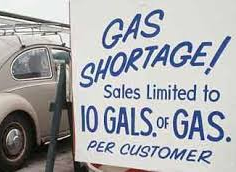 GAS
SHORTAGE!
Sales Limited to
10 GALS. OF GAS.
PER CUSTOMER